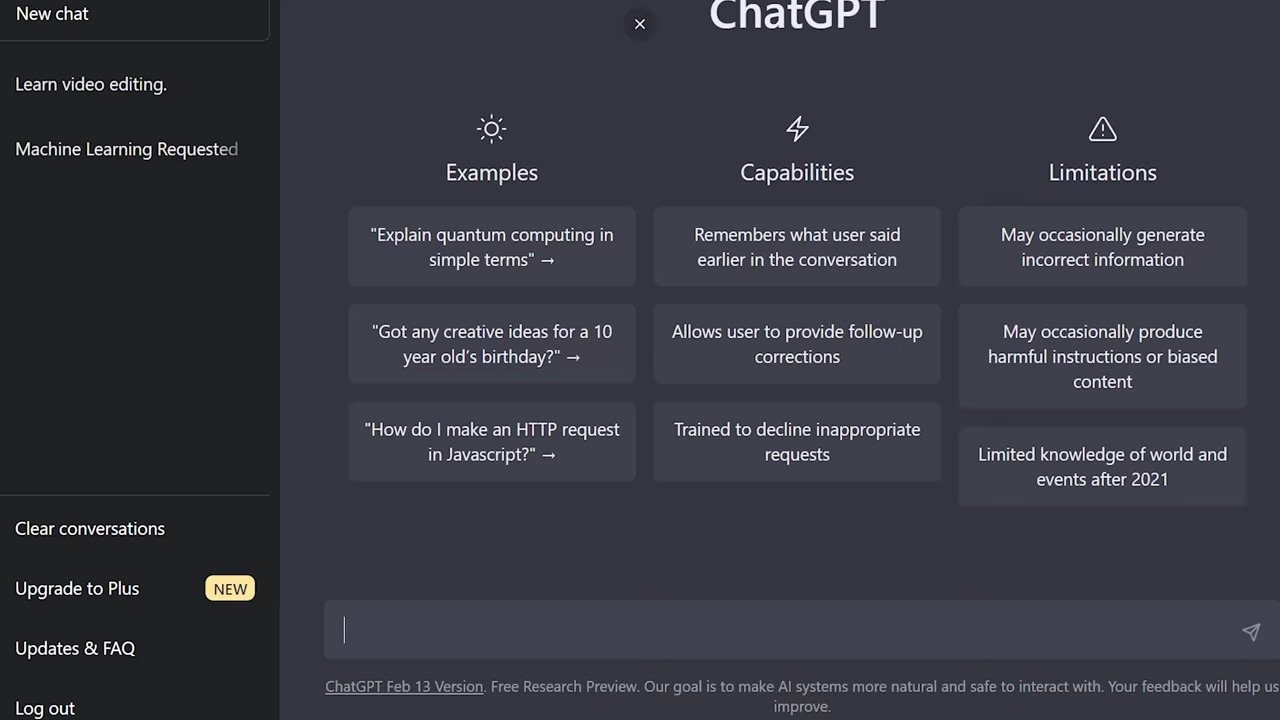 New chat
Learn video editing.
Machine Learning Requested
Clear conversations
Upgrade to Plus NEW
Updates & FAQ
Log out
ChatGPT
Examples
"Explain quantum computing in
simple terms" →
"Got any creative ideas for a 10
year old’s birthday?" →
"How do I make an HTTP request
in Javascript?" →
Capabilities
Remembers what user said
earlier in the conversation
Allows user to provide follow-up
corrections
Trained to decline inappropriate
requests
Limitations
May occasionally generate
incorrect information
May occasionally produce
harmful instructions or biased
content
Limited knowledge of world and
events after 2021
ChatGPT Feb 13 Version. Free Research Preview. Our goal is to make AI systems more natural and safe to interact with. Your feedback will help us
improve.